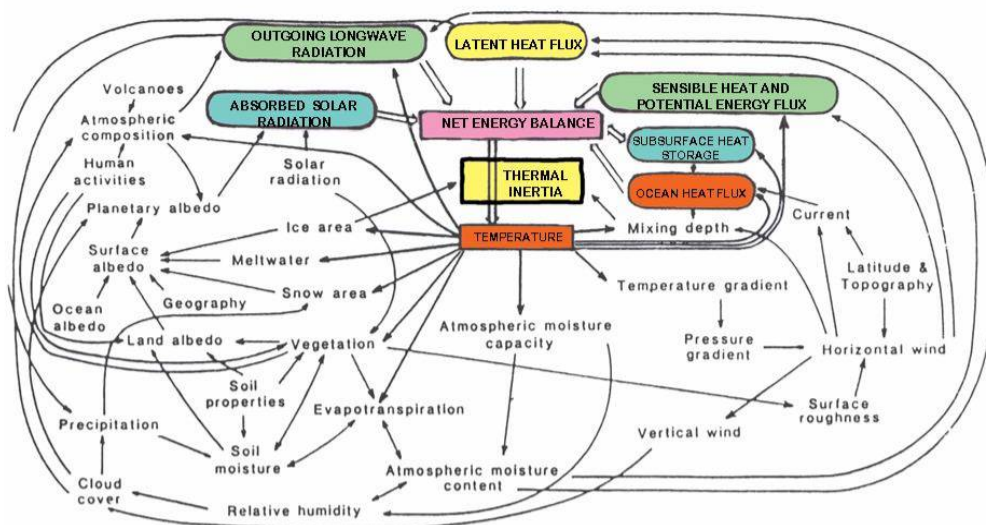 OUTGOING LONGWAVE
RADIATION
LATENT HEAT FLUX
SENSIBLE HEAT AND
POTENTIAL ENERGY FLUX
Volcanoes
ABSORBED SOLAR
RADIATION
Atmospheric
composition
NET ENERGY BALANCE
SUBSURFACE HEAT
STORAGE
Human
activities
Solar
radiation
THERMAL
INERTIA
OCEAN HEAT FLUX
Planetary albedo
Ice area
Mixing depth
Current
TEMPERATURE
Surface
albedo
Meltwater
Latitude &
Topography
Snow area
Temperature gradient
Ocean
albedo
Geography
Atmospheric moisture
capacity
Land albedo
Vegetation
Pressure
gradient
Horizontal wind
Soil
properties
Evapotranspiration
Surface
roughness
Precipitation
Vertical wind
Soil
moisture
Atmospheric moisture
content
Cloud
cover
Relative humidity